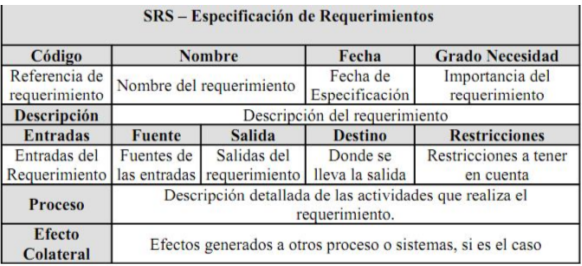 SRS – Especificación de Requerimientos
Código Nombre Fecha Grado Necesidad
Referencia de requerimiento Nombre del requerimiento Fecha de Especificación Importancia del requerimiento
Descripción Descripción del requerimiento
Entradas Fuente Salida Destino Restricciones
Entradas del Requerimiento Fuentes de las entradas Salidas del requerimiento Donde se lleva la salida Restricciones a tener en cuenta
Proceso Descripción detallada de las actividades que realiza el requerimiento.
Efecto Colateral Efectos generados a otros proceso o sistemas, si es el caso